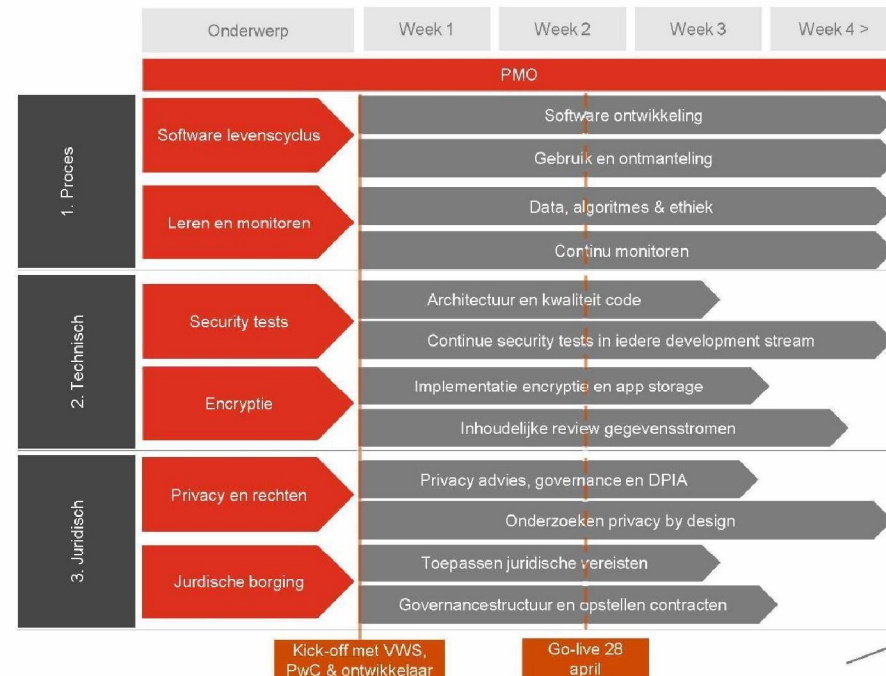 Onderwerp
Week 1
Week 2
Week 3
Week 4 >
PMO
1. Proces
Software levenscyclus
Software ontwikkeling
Gebruik en ontmanteling
Leren en monitoren
Data, algoritmes & ethiek
Continu monitoren
2. Technisch
Security tests
Architectuur en kwaliteit code
Continue security tests in iedere development stream
Encryptie
Implementatie encryptie en app storage
Inhoudelijke review gegevensstromen
3. Juridisch
Privacy en rechten
Privacy advies, governance en DPIA
Onderzoeken privacy by design
Jurdische borging
Toepassen juridische vereisten
Governancestructuur en opstellen contracten
Kick-off met VWS,
PwC & ontwikkelaar
Go-live 28
april